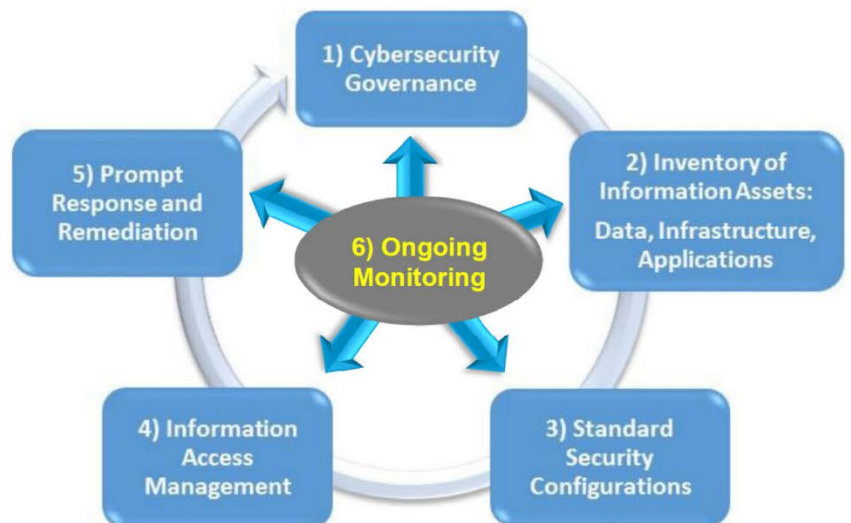 1) Cybersecurity
Governance
2) Inventory of
Information Assets:
Data, Infrastructure,
Applications
3) Standard
Security
Configurations
4) Information
Access
Management
5) Prompt
Response and
Remediation
6) Ongoing
Monitoring